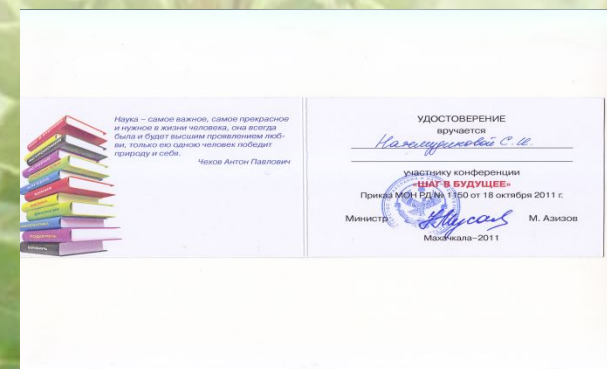 Наука – самое важное, самое прекрасное
и нужное в жизни человека, она всегда
была и будет высшим проявлением люб-
ви, только ею одною человек победит
природу и себя.
Чехов Антон Павлович
УДОСТОВЕРЕНИЕ
вручается
С. И.
участнику конференции
«ШАГ В БУДУЩЕЕ»
Приказ МОН РД № 1150 от 18 октября 2011 г.
Министр
М. Азизов
Махачкала–2011